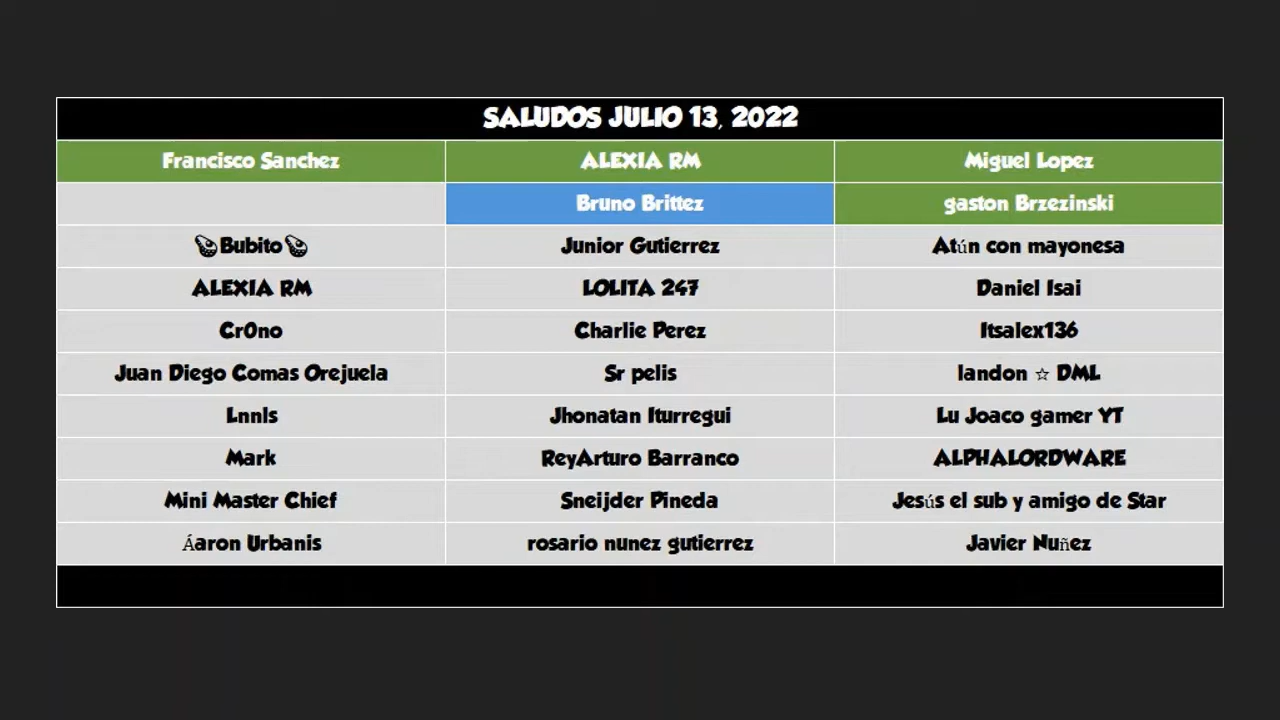 SALUDOS JULIO 13, 2022
Francisco Sanchez ALEXIA RM Miguel Lopez
Bruno Brittez gaston Brzezinski
Bubito Junior Gutierrez Atún con mayonesa
ALEXIA RM LOLITA 247 Daniel Isai
Cr0no Charlie Perez Itsalex136
Juan Diego Comas Orejuela Sr pelis landon ☆ DML
Lnnls Jhonatan Iturregui Lu Joaco gamer YT
Mark ReyArturo Barranco ALPHALORDWARE
Mini Master Chief Sneijder Pineda Jesús el sub y amigo de Star
Áaron Urbanis rosario nunez gutierrez Javier Nuñez